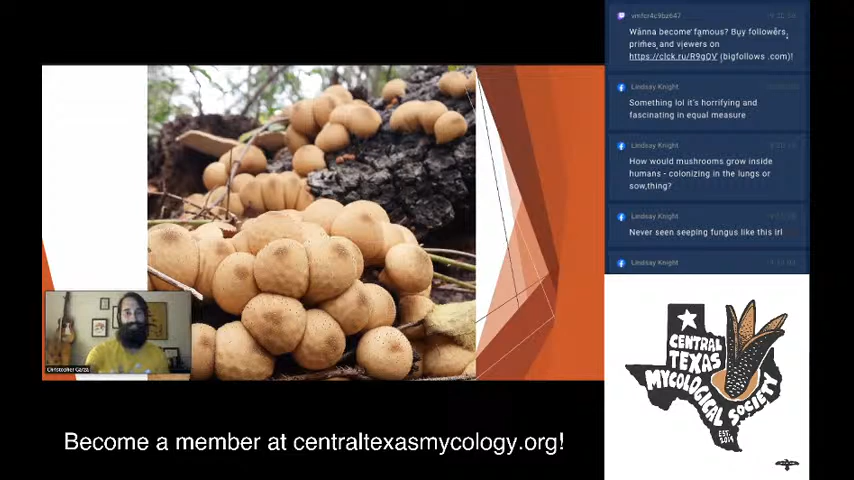 vmfcr4c9bz647
Wanna become famous? Buy followers,
primes and viewers on
https://clck.ru/R9gQV (bigfollows .com)!
Lindsay Knight
Something lol it's horrifying and
fascinating in equal measure
Lindsay Knight
How would mushrooms grow inside
humans - colonizing in the lungs or
sow,thing?
Lindsay Knight
Never seen seeping fungus like this irl
Lindsay Knight
Christopher
CENTRAL
TEXAS
MYCOLOGICAL
SOCIETY
EST.
2019
Become a member at centraltexasmycology.org!